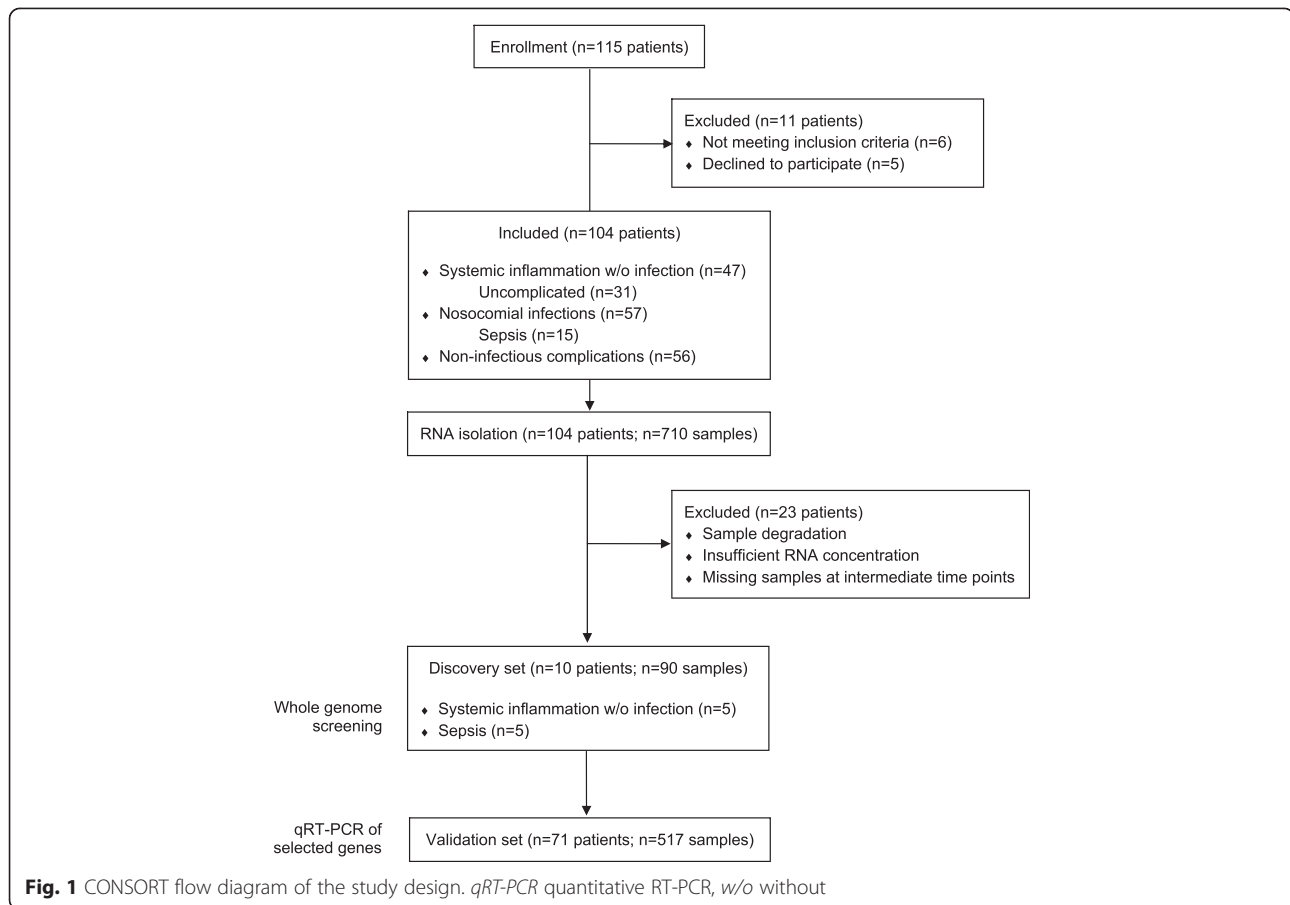 Enrollment (n=115 patients)
Excluded (n=11 patients)
♦ Not meeting inclusion criteria (n=6)
♦ Declined to participate (n=5)
Included (n=104 patients)
♦ Systemic inflammation w/o infection (n=47)
Uncomplicated (n=31)
♦ Nosocomial infections (n=57)
Sepsis (n=15)
♦ Non-infectious complications (n=56)
RNA isolation (n=104 patients; n=710 samples)
Excluded (n=23 patients)
♦ Sample degradation
♦ Insufficient RNA concentration
♦ Missing samples at intermediate time points
Discovery set (n=10 patients; n=90 samples)
♦ Systemic inflammation w/o infection (n=5)
♦ Sepsis (n=5)
Whole genome
screening
qRT-PCR of
selected genes
Validation set (n=71 patients; n=517 samples)
Fig. 1 CONSORT flow diagram of the study design. qRT-PCR quantitative RT-PCR, w/o without